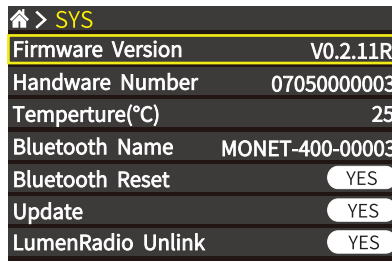 > SYS
Firmware Version V0.2.11R
Handware Number 07050000003
Temperture(°C) 25
Bluetooth Name MONET-400-00003
Bluetooth Reset YES
Update YES
LumenRadio Unlink YES